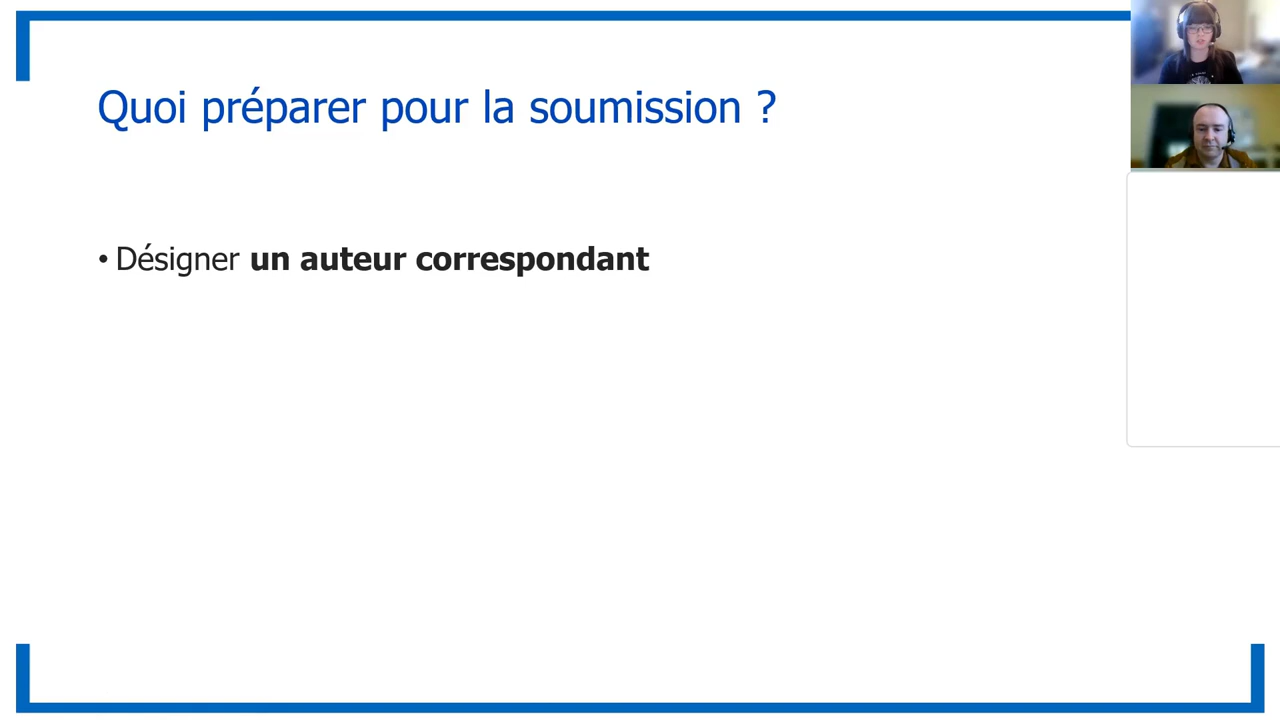 Quoi préparer pour la soumission ?
• Désigner un auteur correspondant